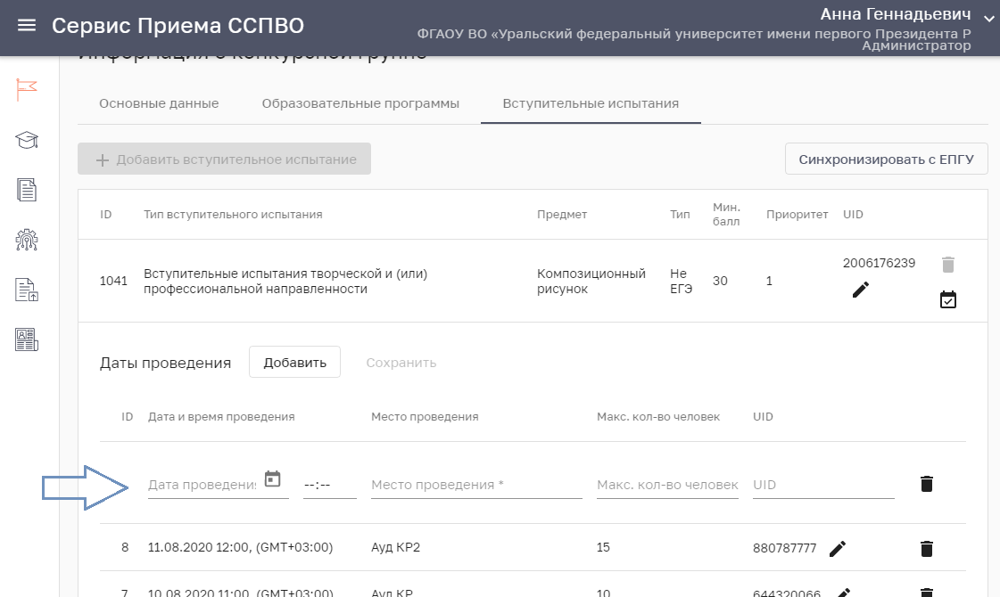 Сервис Приема ССПВО
Анна Геннадьевич
ФГАОУ ВО «Уральский федеральный университет имени первого Президента Р
Администратор
Информация о конкурсной группе
Основные данные
Образовательные программы
Вступительные испытания
+ Добавить вступительное испытание
Синхронизировать с ЕПГУ
ID Тип вступительного испытания Предмет Тип Мин. балл Приоритет UID
1041 Вступительные испытания творческой и (или) профессиональной направленности Композиционный рисунок Не ЕГЭ 30 1 2006176239
Даты проведения Добавить Сохранить
ID Дата и время проведения Место проведения Макс. кол-во человек UID
Дата проведения --:-- Место проведения * Макс. кол-во человек UID
8 11.08.2020 12:00, (GMT+03:00) Ауд КР2 15 880787777
7 10.08.2020 11:00, (GMT+03:00) Ауд КР 10 644320066